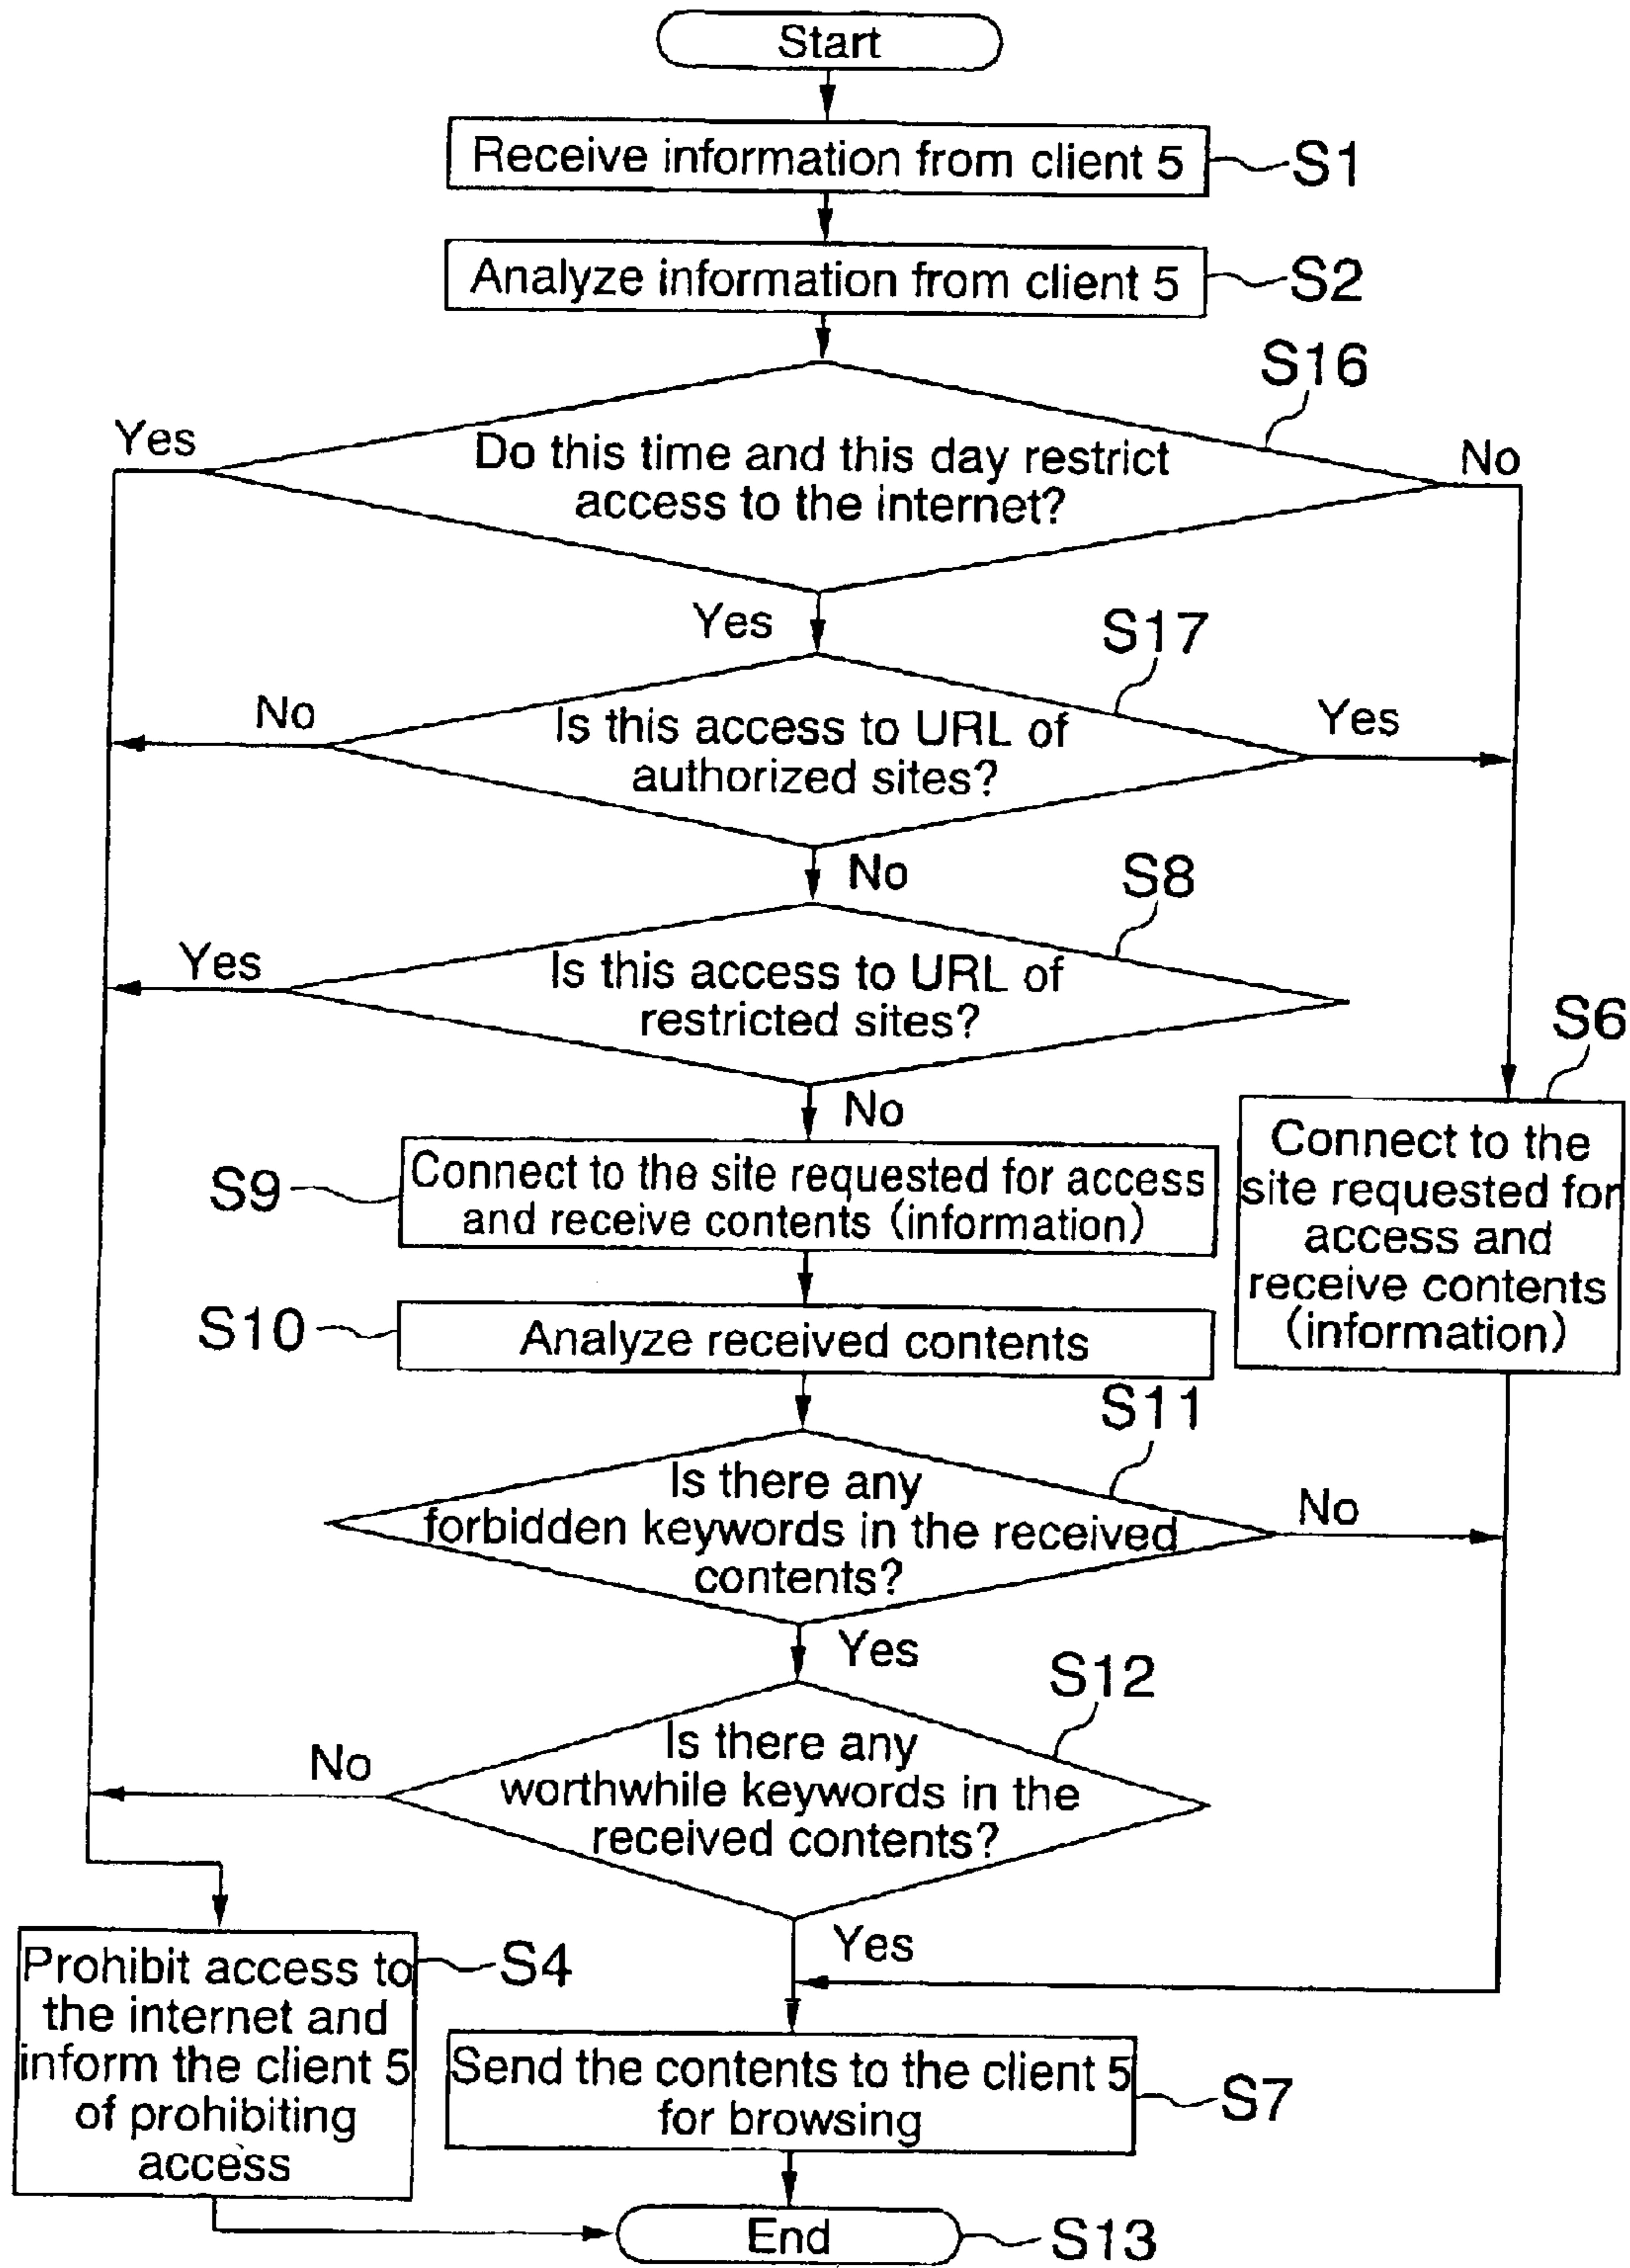 Start
Receive information from client 5
S1
Analyze information from client 5
S2
S16
Yes
Do this time and this day restrict
access to the internet?
No
Yes
S17
No
Is this access to URL of
authorized sites?
Yes
No
S8
Yes
Is this access to URL of
restricted sites?
S6
No
S9
Connect to the site requested for access
and receive contents (information)
Connect to the
site requested for
access and
receive contents
(information)
S10
Analyze received contents
S11
Is there any
forbidden keywords in the received
contents?
No
Yes
S12
No
Is there any
worthwhile keywords in the
received contents?
Yes
Prohibit access to
the internet and
inform the client 5
of prohibiting
access
S4
Send the contents to the client 5
for browsing
S7
End
S13